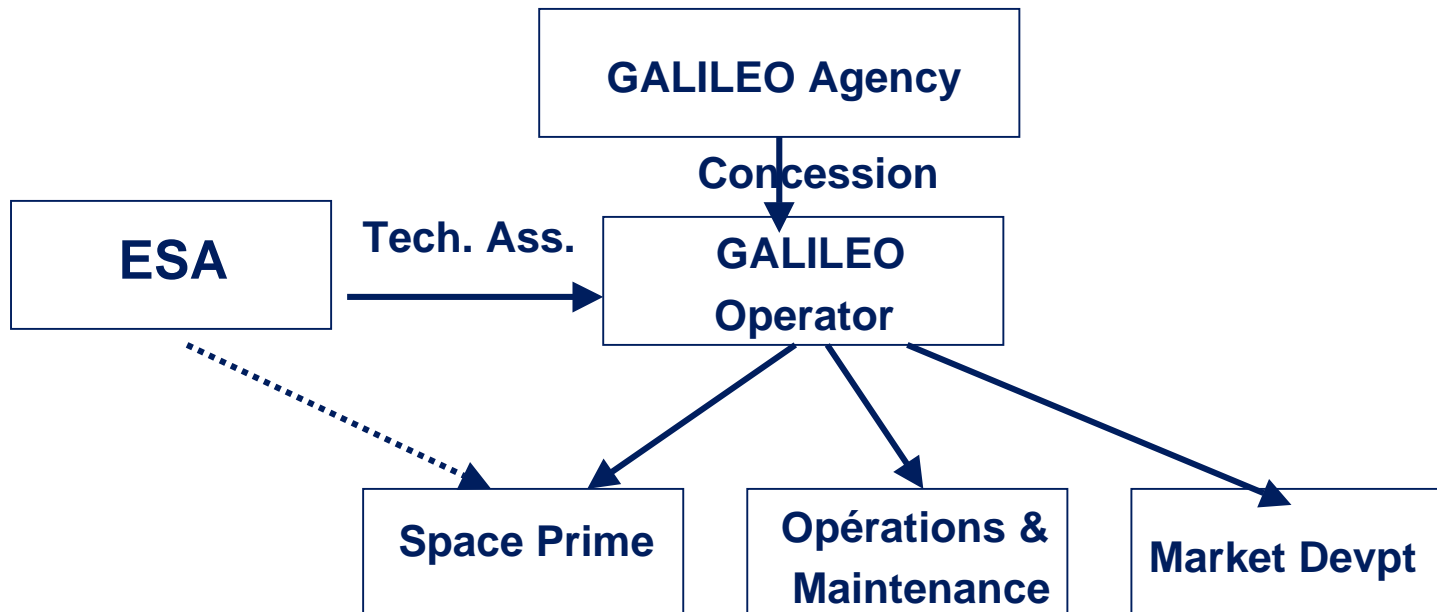 GALILEO Agency
Concession
ESA
Tech. Ass.
GALILEO
Operator
Space Prime
Opérations &
Maintenance
Market Devpt